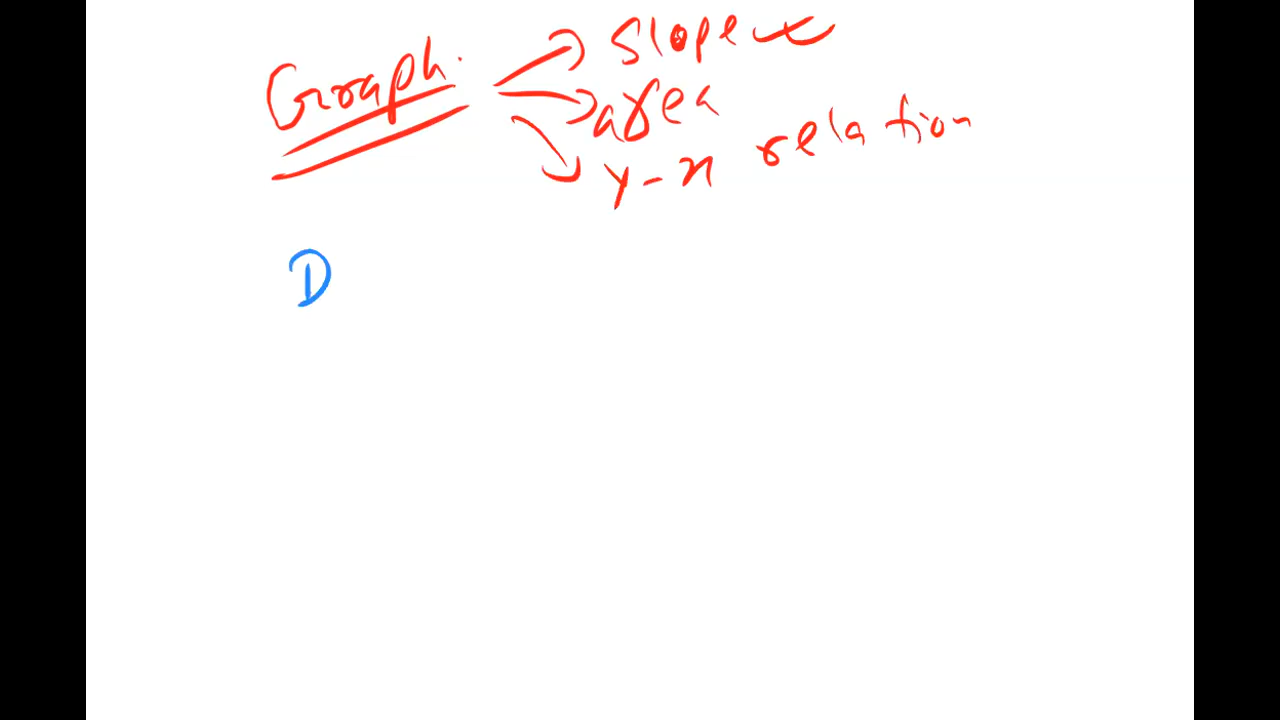 Graph. → slope
→ area
→ y-x relation
D